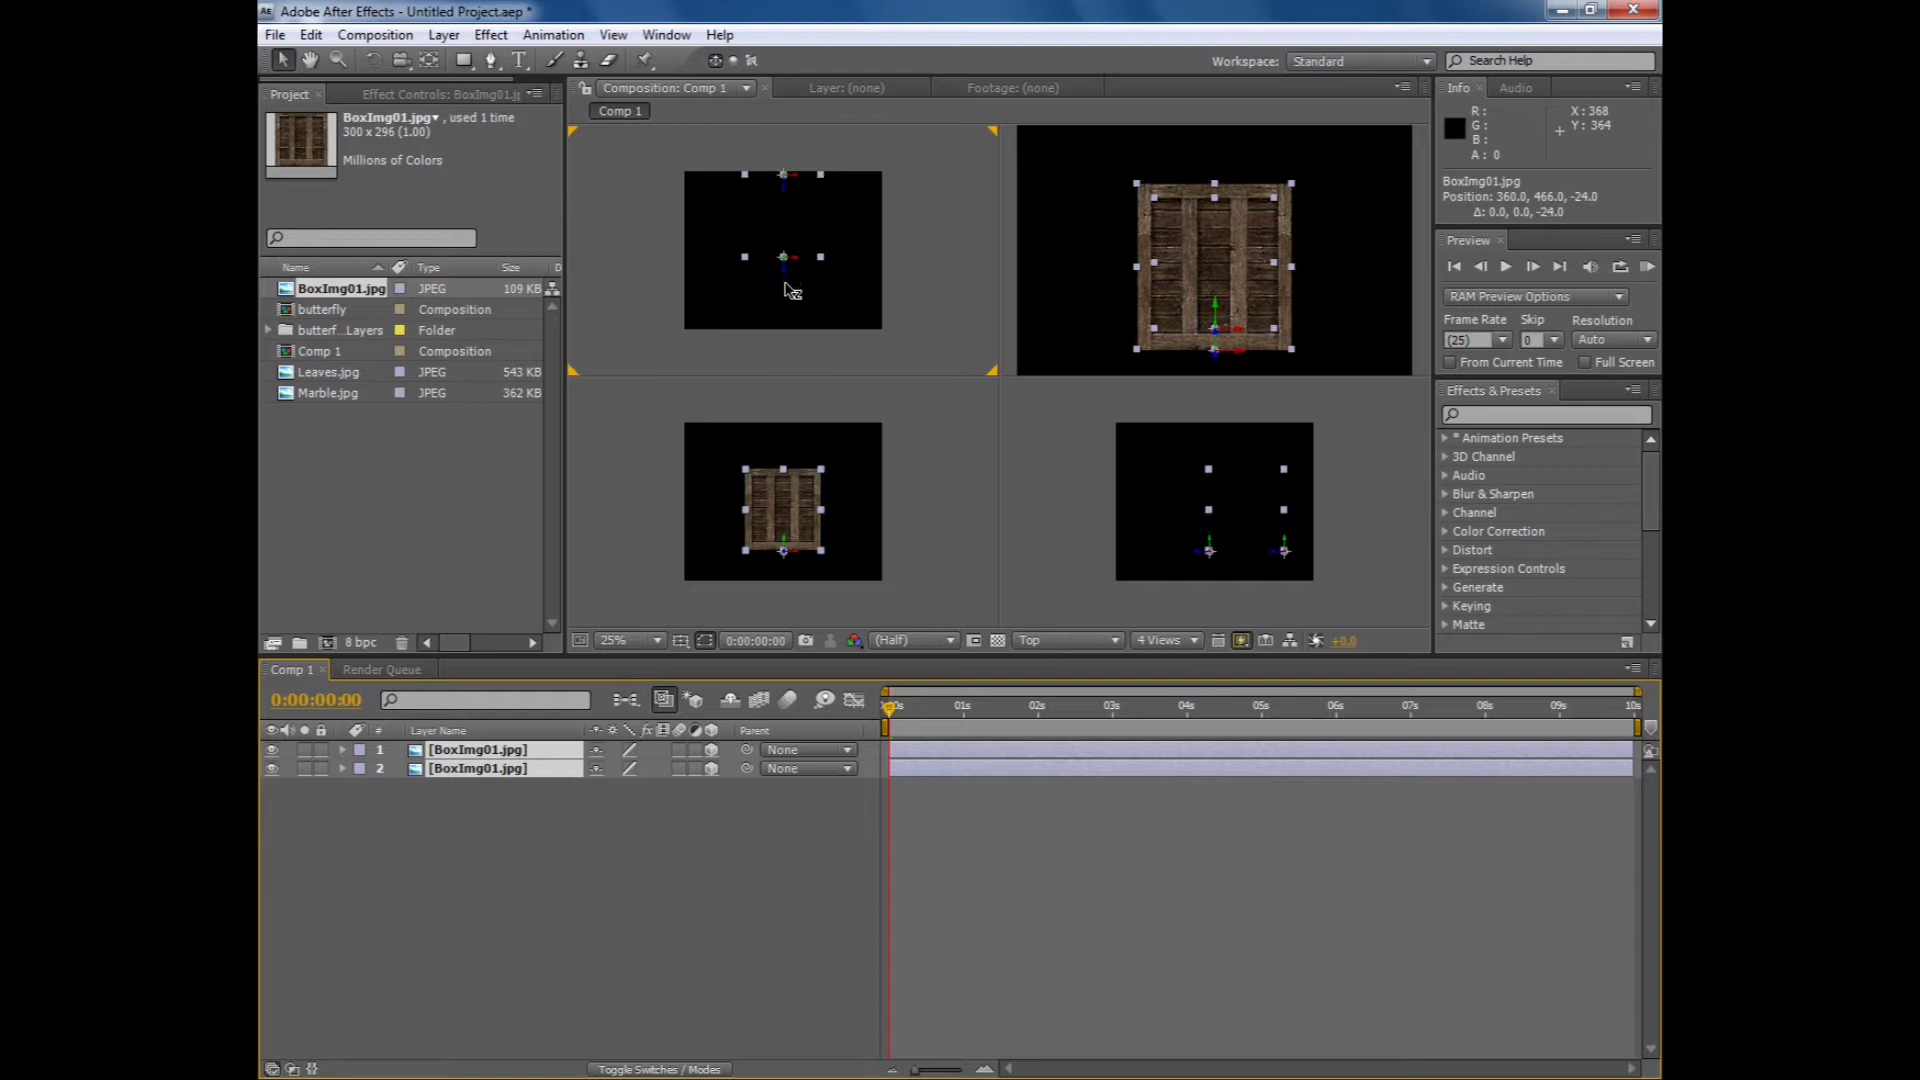 Adobe After Effects - Untitled Project.aep *
File Edit Composition Layer Effect Animation View Window Help
Workspace: Standard Search Help
Project Effect Controls: BoxImg01.j
Composition: Comp 1 Layer: (none) Footage: (none)
Info Audio
BoxImg01.jpg , used 1 time
300 x 296 (1.00)
Millions of Colors
Comp 1
R : X : 368
G : Y : 364
B :
A : 0
BoxImg01.jpg
Position: 360.0, 466.0, -24.0
Δ: 0.0, 0.0, -24.0
Preview
RAM Preview Options
Frame Rate Skip Resolution
(25) 0 Auto
From Current Time Full Screen
Name Type Size D
BoxImg01.jpg JPEG 109 KB
butterfly Composition
butterf...Layers Folder
Comp 1 Composition
Leaves.jpg JPEG 543 KB
Marble.jpg JPEG 362 KB
Effects & Presets
* Animation Presets
3D Channel
Audio
Blur & Sharpen
Channel
Color Correction
Distort
Expression Controls
Generate
Keying
Matte
8 bpc
25% 0:00:00:00 (Half) Top 4 Views +0.0
Comp 1 Render Queue
0:00:00:00
0s 01s 02s 03s 04s 05s 06s 07s 08s 09s 10s
# Layer Name fx Parent
1 [BoxImg01.jpg] None
2 [BoxImg01.jpg] None
Toggle Switches / Modes